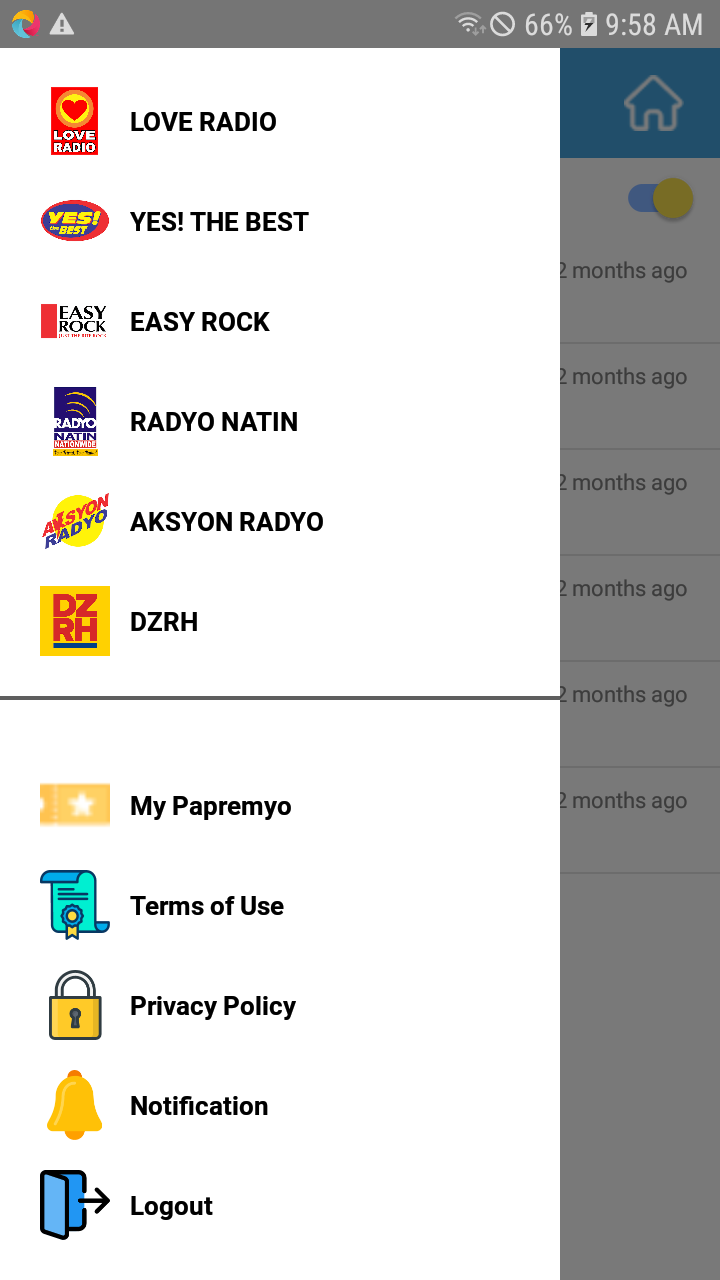 66% 9:58 AM
LOVE RADIO
LOVE RADIO
YES! THE BEST
YES! the BEST
EASY ROCK
EASY ROCK
RADYO NATIN NATIONWIDE
RADYO NATIN
AKSYON RADYO
AKSYON RADYO
DZRH
DZRH
2 months ago
2 months ago
2 months ago
2 months ago
2 months ago
2 months ago
My Papremyo
Terms of Use
Privacy Policy
Notification
Logout